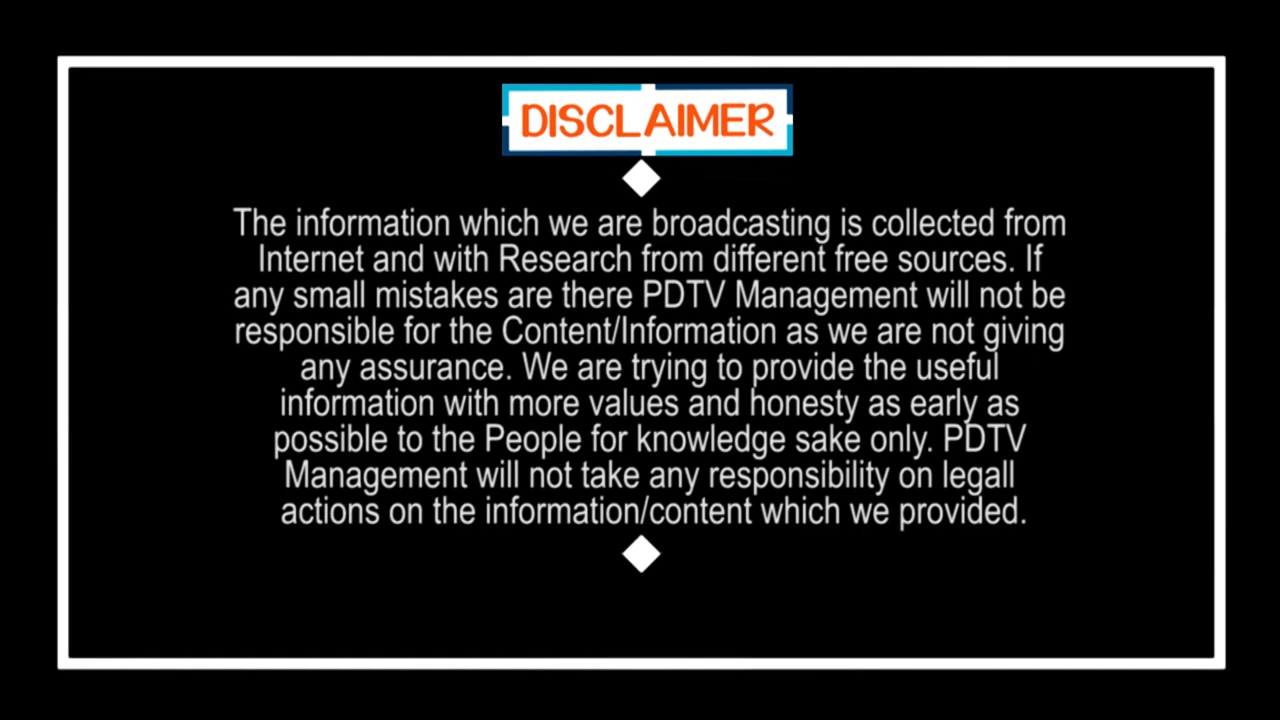 DISCLAIMER
The information which we are broadcasting is collected from
Internet and with Research from different free sources. If
any small mistakes are there PDTV Management will not be
responsible for the Content/Information as we are not giving
any assurance. We are trying to provide the useful
information with more values and honesty as early as
possible to the People for knowledge sake only. PDTV
Management will not take any responsibility on legall
actions on the information/content which we provided.